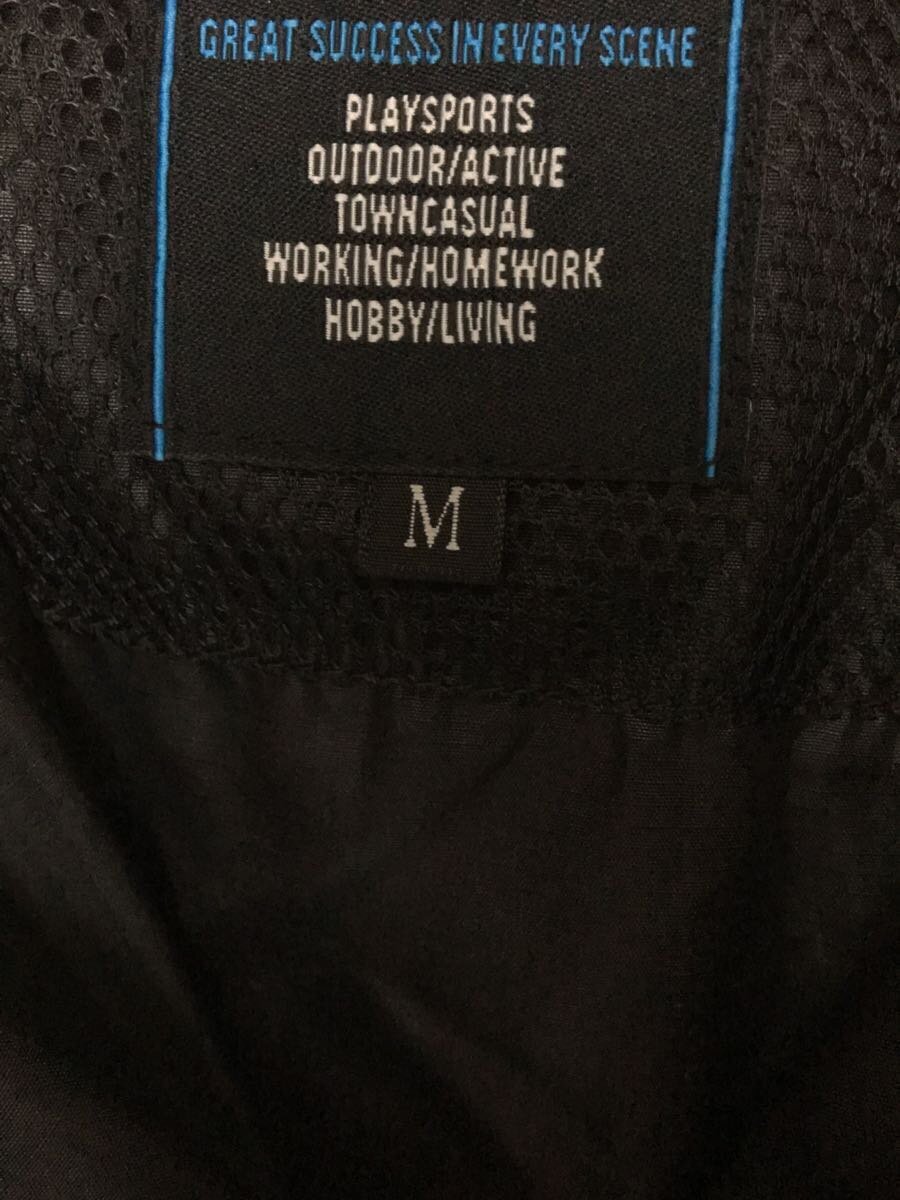 GREAT SUCCESS IN EVERY SCENE
PLAYSPORTS
OUTDOOR/ACTIVE
TOWNCASUAL
WORKING/HOMEWORK
HOBBY/LIVING
M